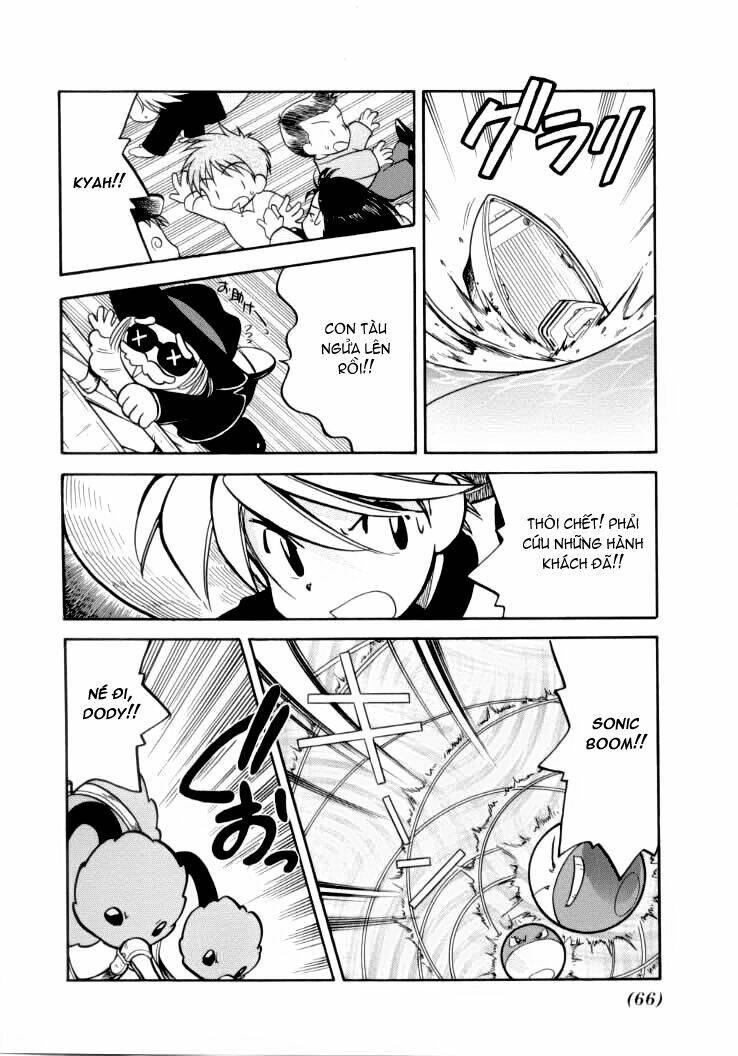 グラリ
KYAH!!
CON TÀU
NGỬA LÊN
RỒI!!
お助け〜
THÔI CHẾT! PHẢI
CỨU NHỮNG HÀNH
KHÁCH ĐÃ!!
SONIC
BOOM!!
NÉ ĐI,
DODY!!
ぐおっ
(66)